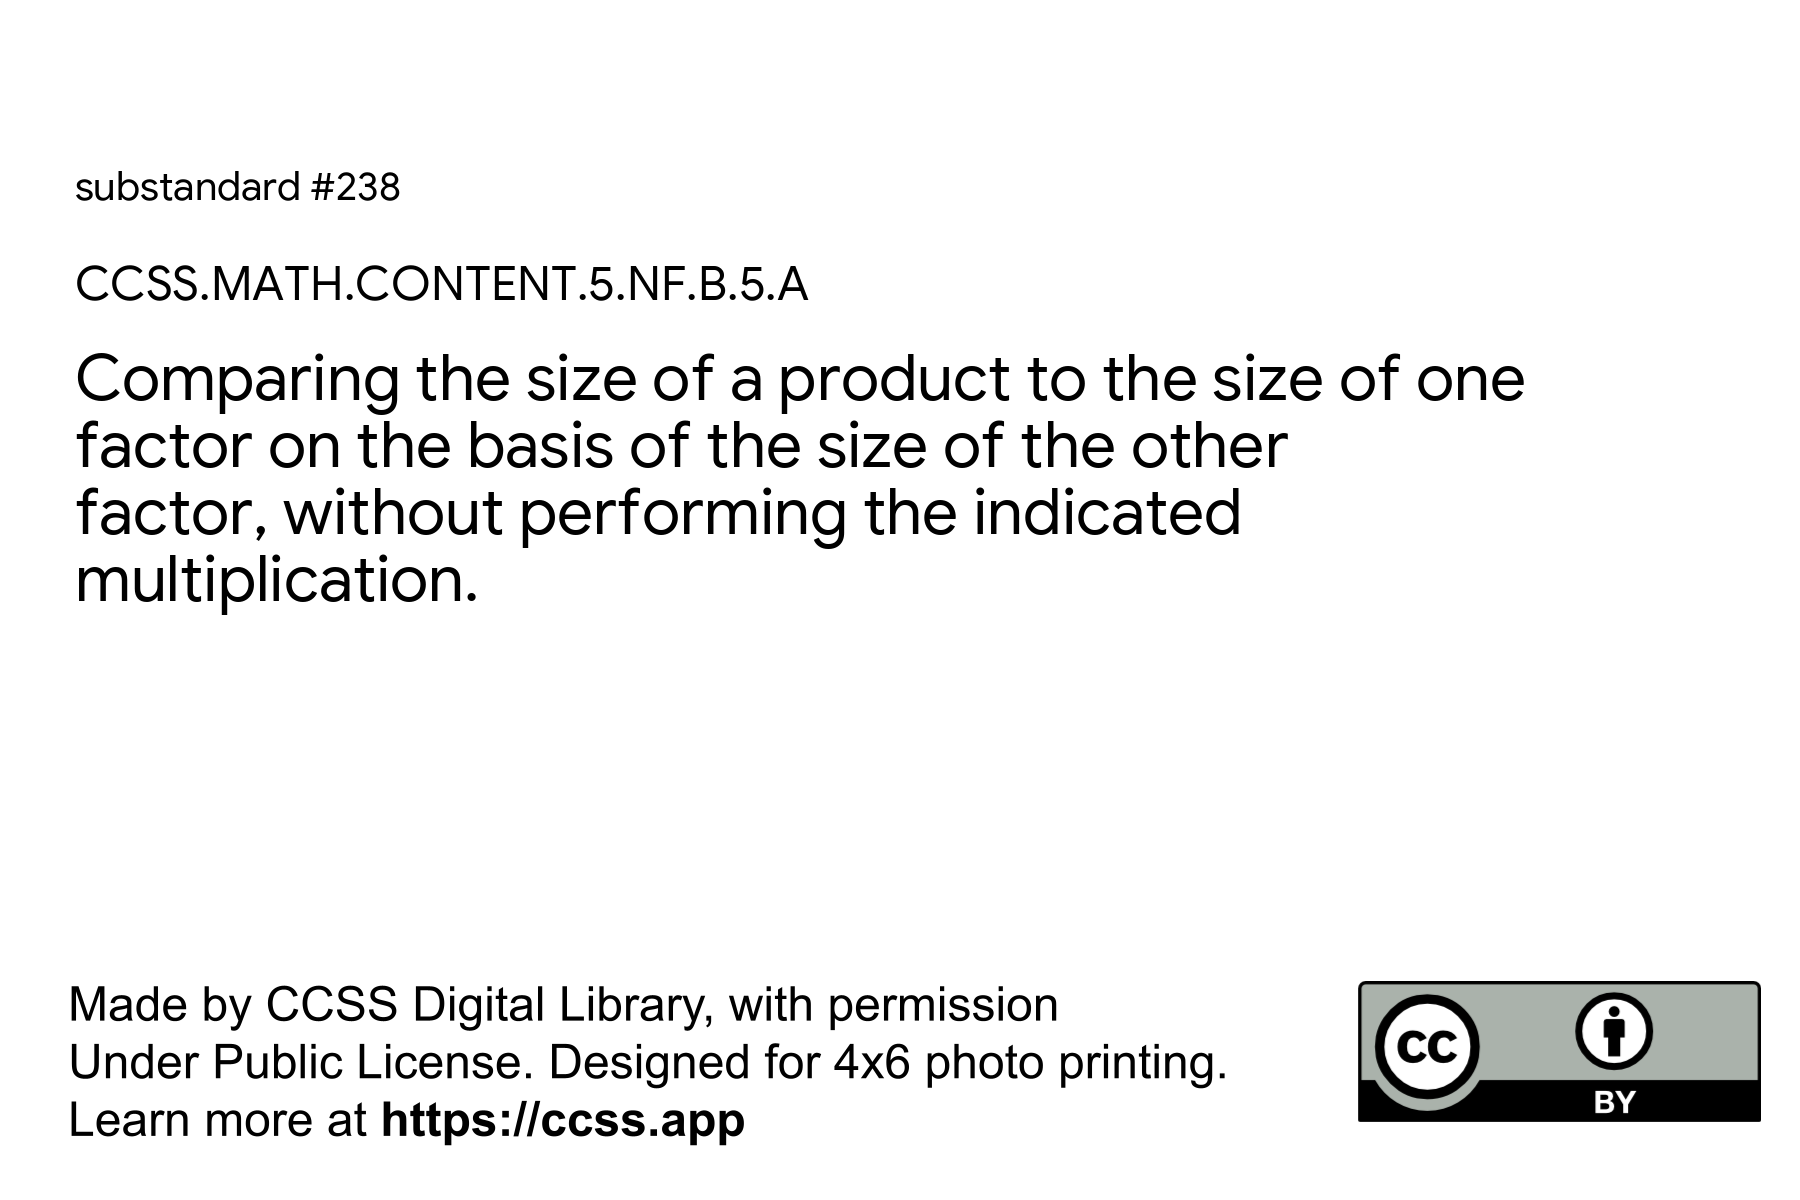 substandard #238
CCSS.MATH.CONTENT.5.NF.B.5.A
Comparing the size of a product to the size of one
factor on the basis of the size of the other
factor, without performing the indicated
multiplication.
Made by CCSS Digital Library, with permission
Under Public License. Designed for 4x6 photo printing.
Learn more at https://ccss.app
CC
BY